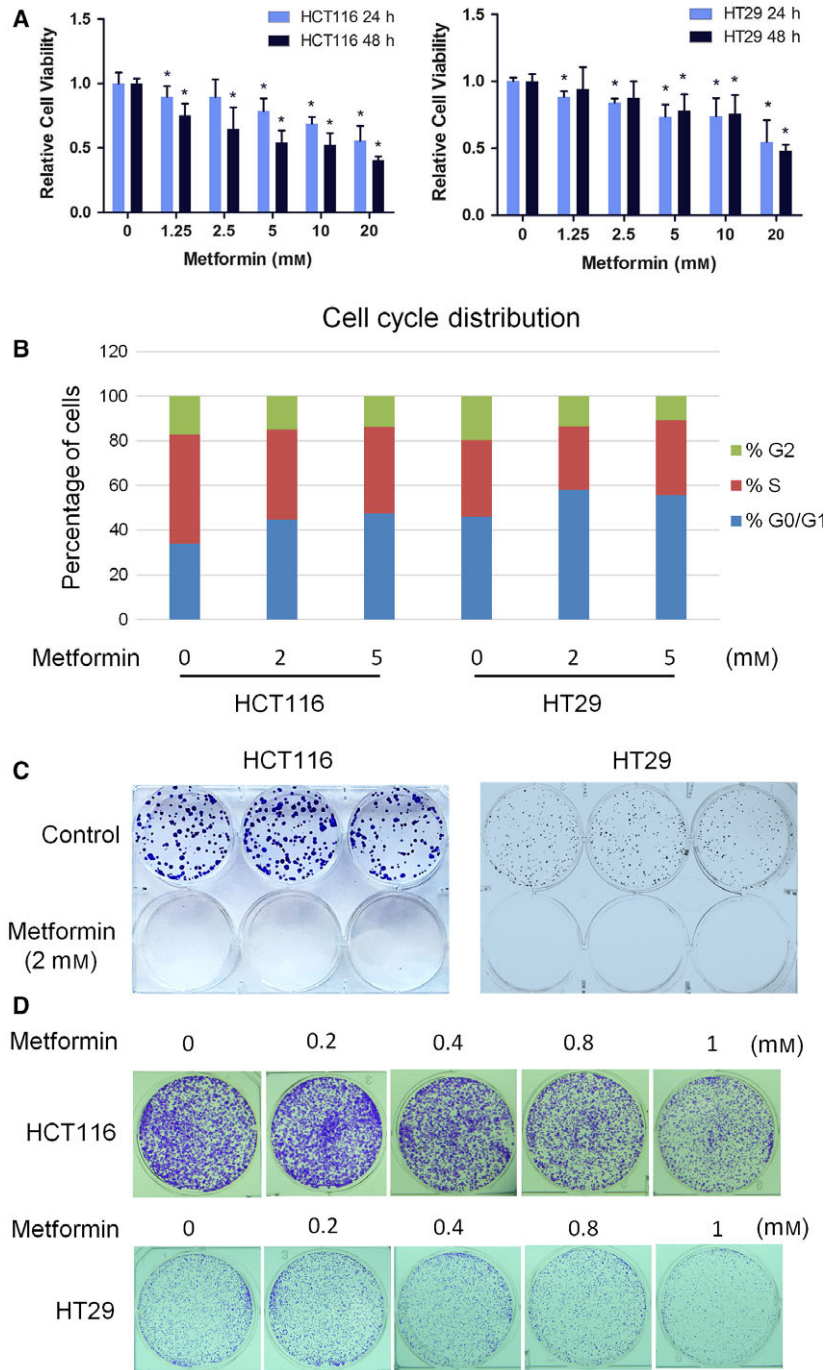 A
Relative Cell Viability
1.5
1.0
0.5
0.0
HCT116 24 h
HCT116 48 h
* * * * * * * * *
0 1.25 2.5 5 10 20
Metformin (mM)
Relative Cell Viability
1.5
1.0
0.5
0.0
HT29 24 h
HT29 48 h
* * * * * * * *
0 1.25 2.5 5 10 20
Metformin (mM)
Cell cycle distribution
B
Percentage of cells
120
100
80
60
40
20
0
% G2
% S
% G0/G1
Metformin 0 2 5 0 2 5 (mM)
HCT116 HT29
C
HCT116 HT29
Control
Metformin
(2 mM)
D
Metformin 0 0.2 0.4 0.8 1 (mM)
HCT116
Metformin 0 0.2 0.4 0.8 1 (mM)
HT29